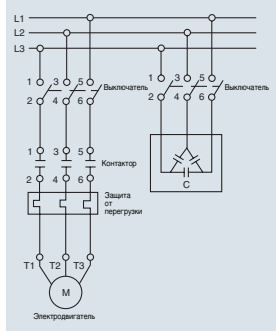 L1
L2
L3
1 3 5
Выключатель
2 4 6
1 3 5
Выключатель
2 4 6
1 3 5
Контактор
2 4 6
C
Защита
от
перегрузки
T1 T2 T3
M
Электродвигатель